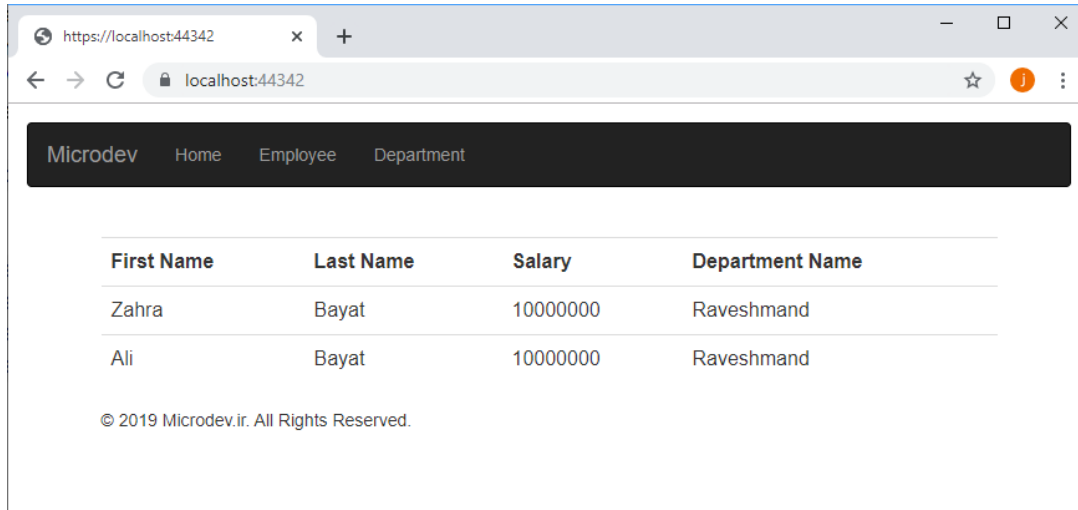 https://localhost:44342
localhost:44342
j
Microdev Home Employee Department
First Name Last Name Salary Department Name
Zahra Bayat 10000000 Raveshmand
Ali Bayat 10000000 Raveshmand
© 2019 Microdev.ir. All Rights Reserved.